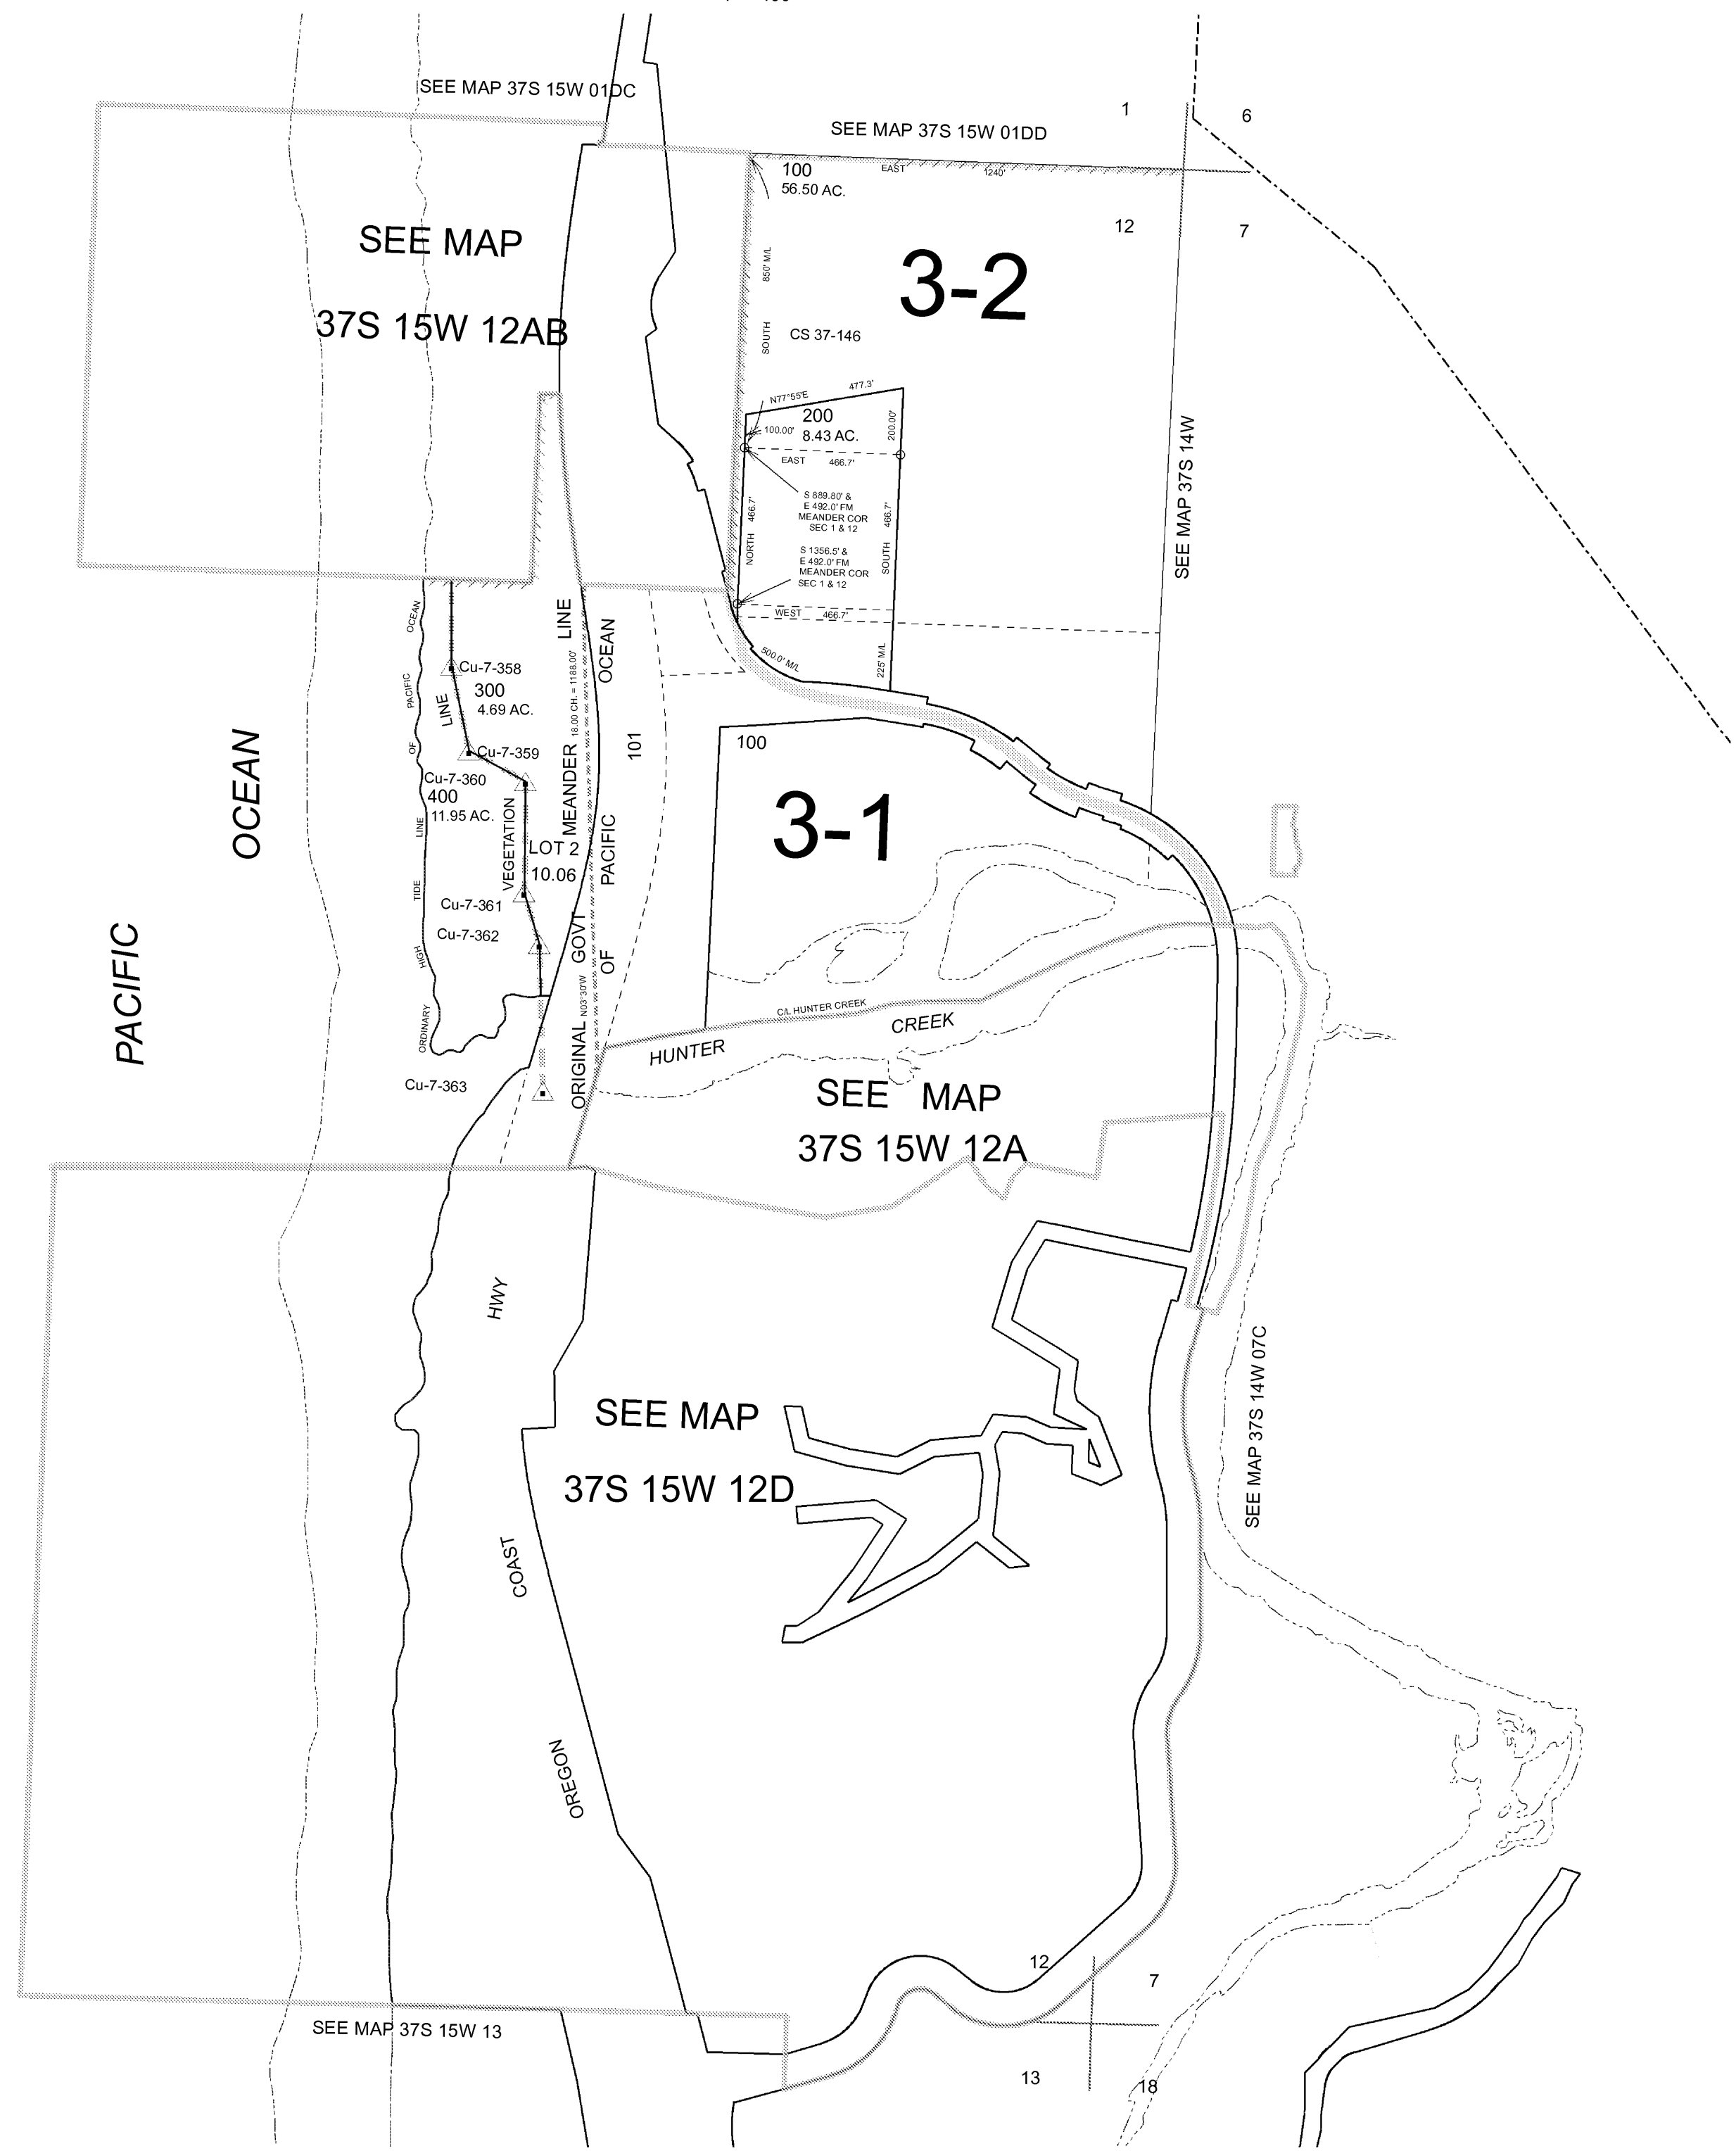 SEE MAP 37S 15W 01DC
SEE MAP 37S 15W 01DD
1
6
100
56.50 AC.
EAST
1240'
12
7
SEE MAP
37S 15W 12AB
3-2
850' M/L
SOUTH
CS 37-146
N77°55'E
477.3'
200
8.43 AC.
100.00'
200.00'
EAST 466.7'
S 889.80' &
E 492.0' FM
MEANDER COR
SEC 1 & 12
NORTH 466.7'
SOUTH 466.7'
S 1356.5' &
E 492.0' FM
MEANDER COR
SEC 1 & 12
WEST 466.7'
500.0' M/L
225' M/L
SEE MAP 37S 14W
Cu-7-358
300
4.69 AC.
Cu-7-359
Cu-7-360
400
11.95 AC.
LOT 2
10.06
Cu-7-361
Cu-7-362
Cu-7-363
VEGETATION LINE
ORDINARY HIGH TIDE LINE OF PACIFIC OCEAN
ORIGINAL GOVT MEANDER LINE
N03°30'W 18.00 CH. = 1188.00'
OF PACIFIC OCEAN
101
100
3-1
PACIFIC OCEAN
C/L HUNTER CREEK
HUNTER CREEK
SEE MAP
37S 15W 12A
SEE MAP
37S 15W 12D
OREGON COAST HWY
SEE MAP 37S 14W 07C
12
7
SEE MAP 37S 15W 13
13
18